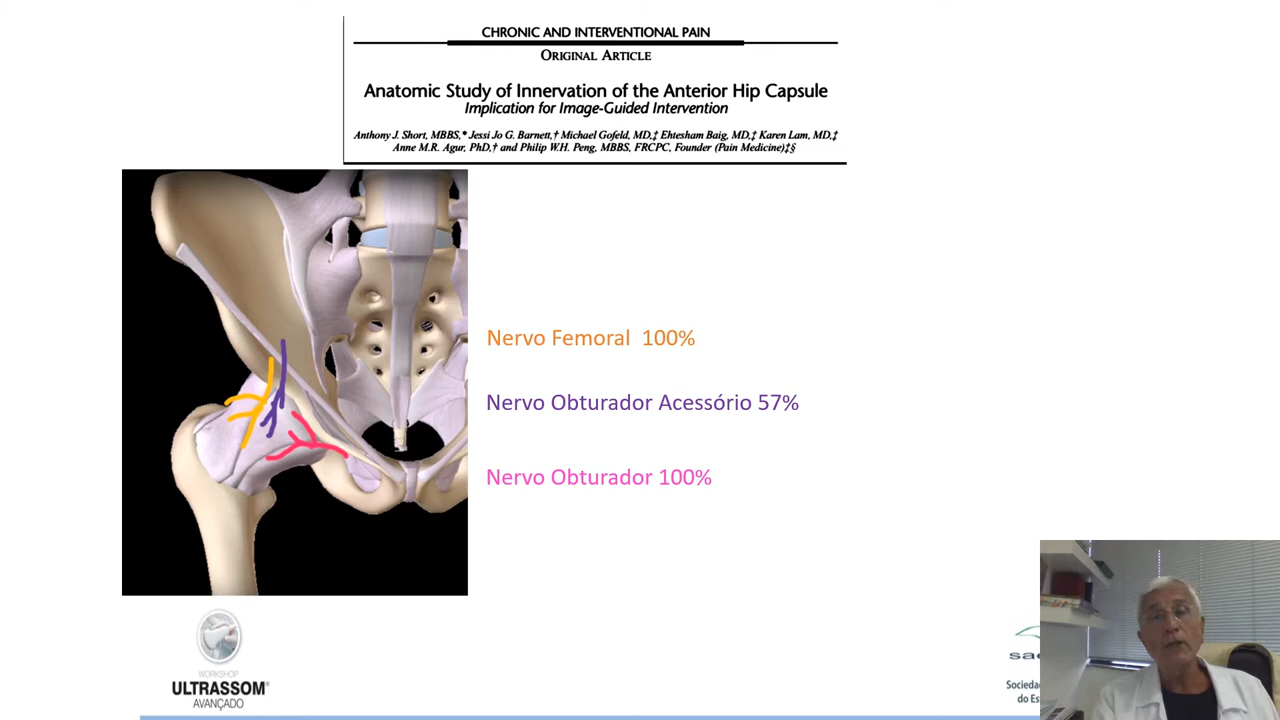 CHRONIC AND INTERVENTIONAL PAIN
ORIGINAL ARTICLE
Anatomic Study of Innervation of the Anterior Hip Capsule
Implication for Image-Guided Intervention
Anthony J. Short, MBBS,* Jessi Jo G. Barnett,† Michael Gofeld, MD,‡ Ehtesham Baig, MD,‡ Karen Lam, MD,‡
Anne M.R. Agur, PhD,† and Philip W.H. Peng, MBBS, FRCPC, Founder (Pain Medicine)‡§
Nervo Femoral 100%
Nervo Obturador Acessório 57%
Nervo Obturador 100%
WORKSHOP
ULTRASSOM
AVANÇADO
Sociedad
do Es